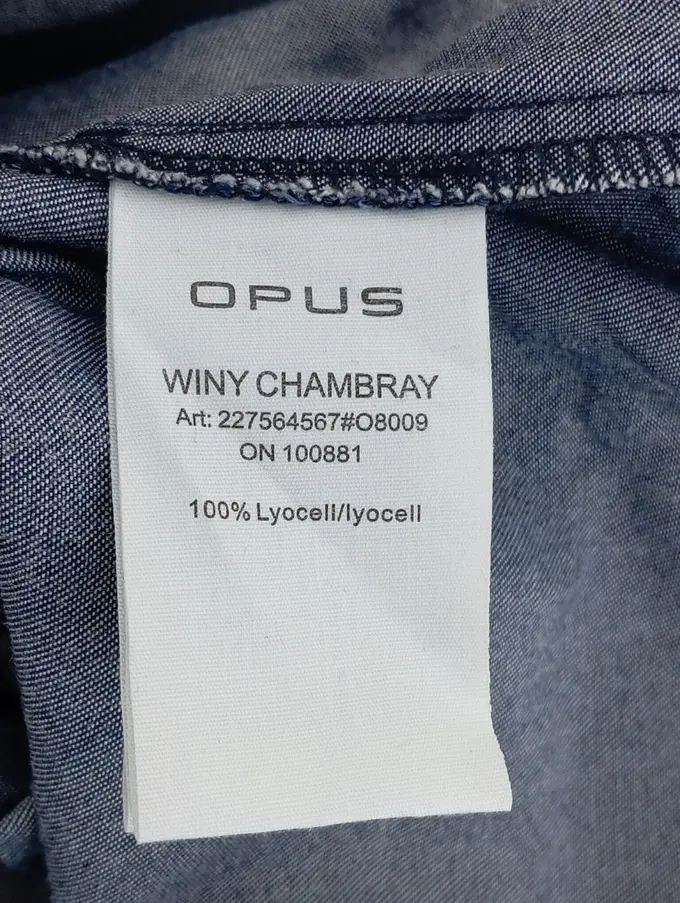 OPUS
WINY CHAMBRAY
Art: 227564567#O8009
ON 100881
100% Lyocell/lyocell